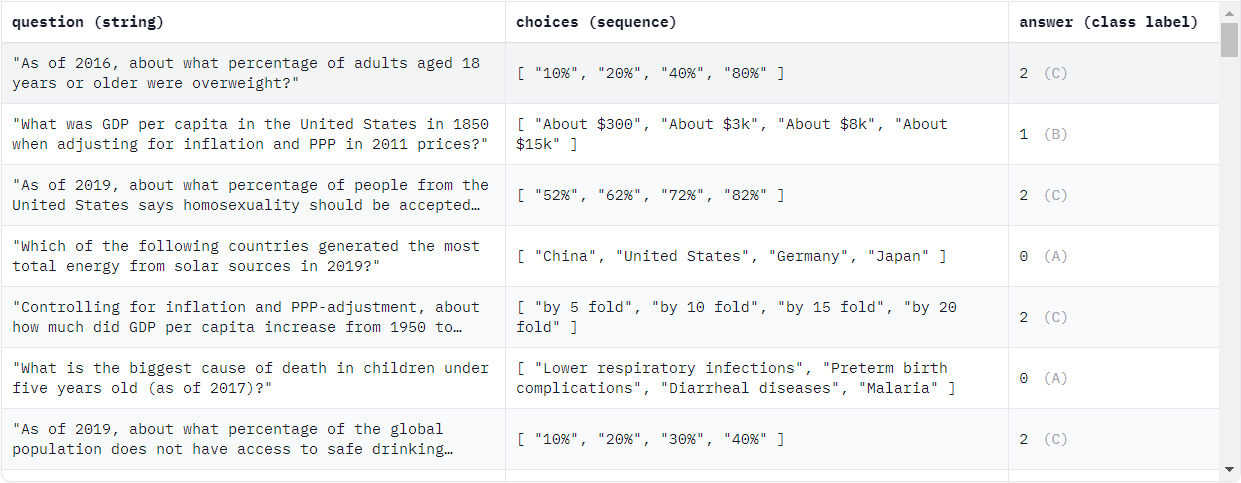 question (string) choices (sequence) answer (class label)
"As of 2016, about what percentage of adults aged 18
years or older were overweight?"
[ "10%", "20%", "40%", "80%" ]
2 (C)
"What was GDP per capita in the United States in 1850
when adjusting for inflation and PPP in 2011 prices?"
[ "About $300", "About $3k", "About $8k", "About
$15k" ]
1 (B)
"As of 2019, about what percentage of people from the
United States says homosexuality should be accepted…
[ "52%", "62%", "72%", "82%" ]
2 (C)
"Which of the following countries generated the most
total energy from solar sources in 2019?"
[ "China", "United States", "Germany", "Japan" ]
0 (A)
"Controlling for inflation and PPP-adjustment, about
how much did GDP per capita increase from 1950 to…
[ "by 5 fold", "by 10 fold", "by 15 fold", "by 20
fold" ]
2 (C)
"What is the biggest cause of death in children under
five years old (as of 2017)?"
[ "Lower respiratory infections", "Preterm birth
complications", "Diarrheal diseases", "Malaria" ]
0 (A)
"As of 2019, about what percentage of the global
population does not have access to safe drinking…
[ "10%", "20%", "30%", "40%" ]
2 (C)